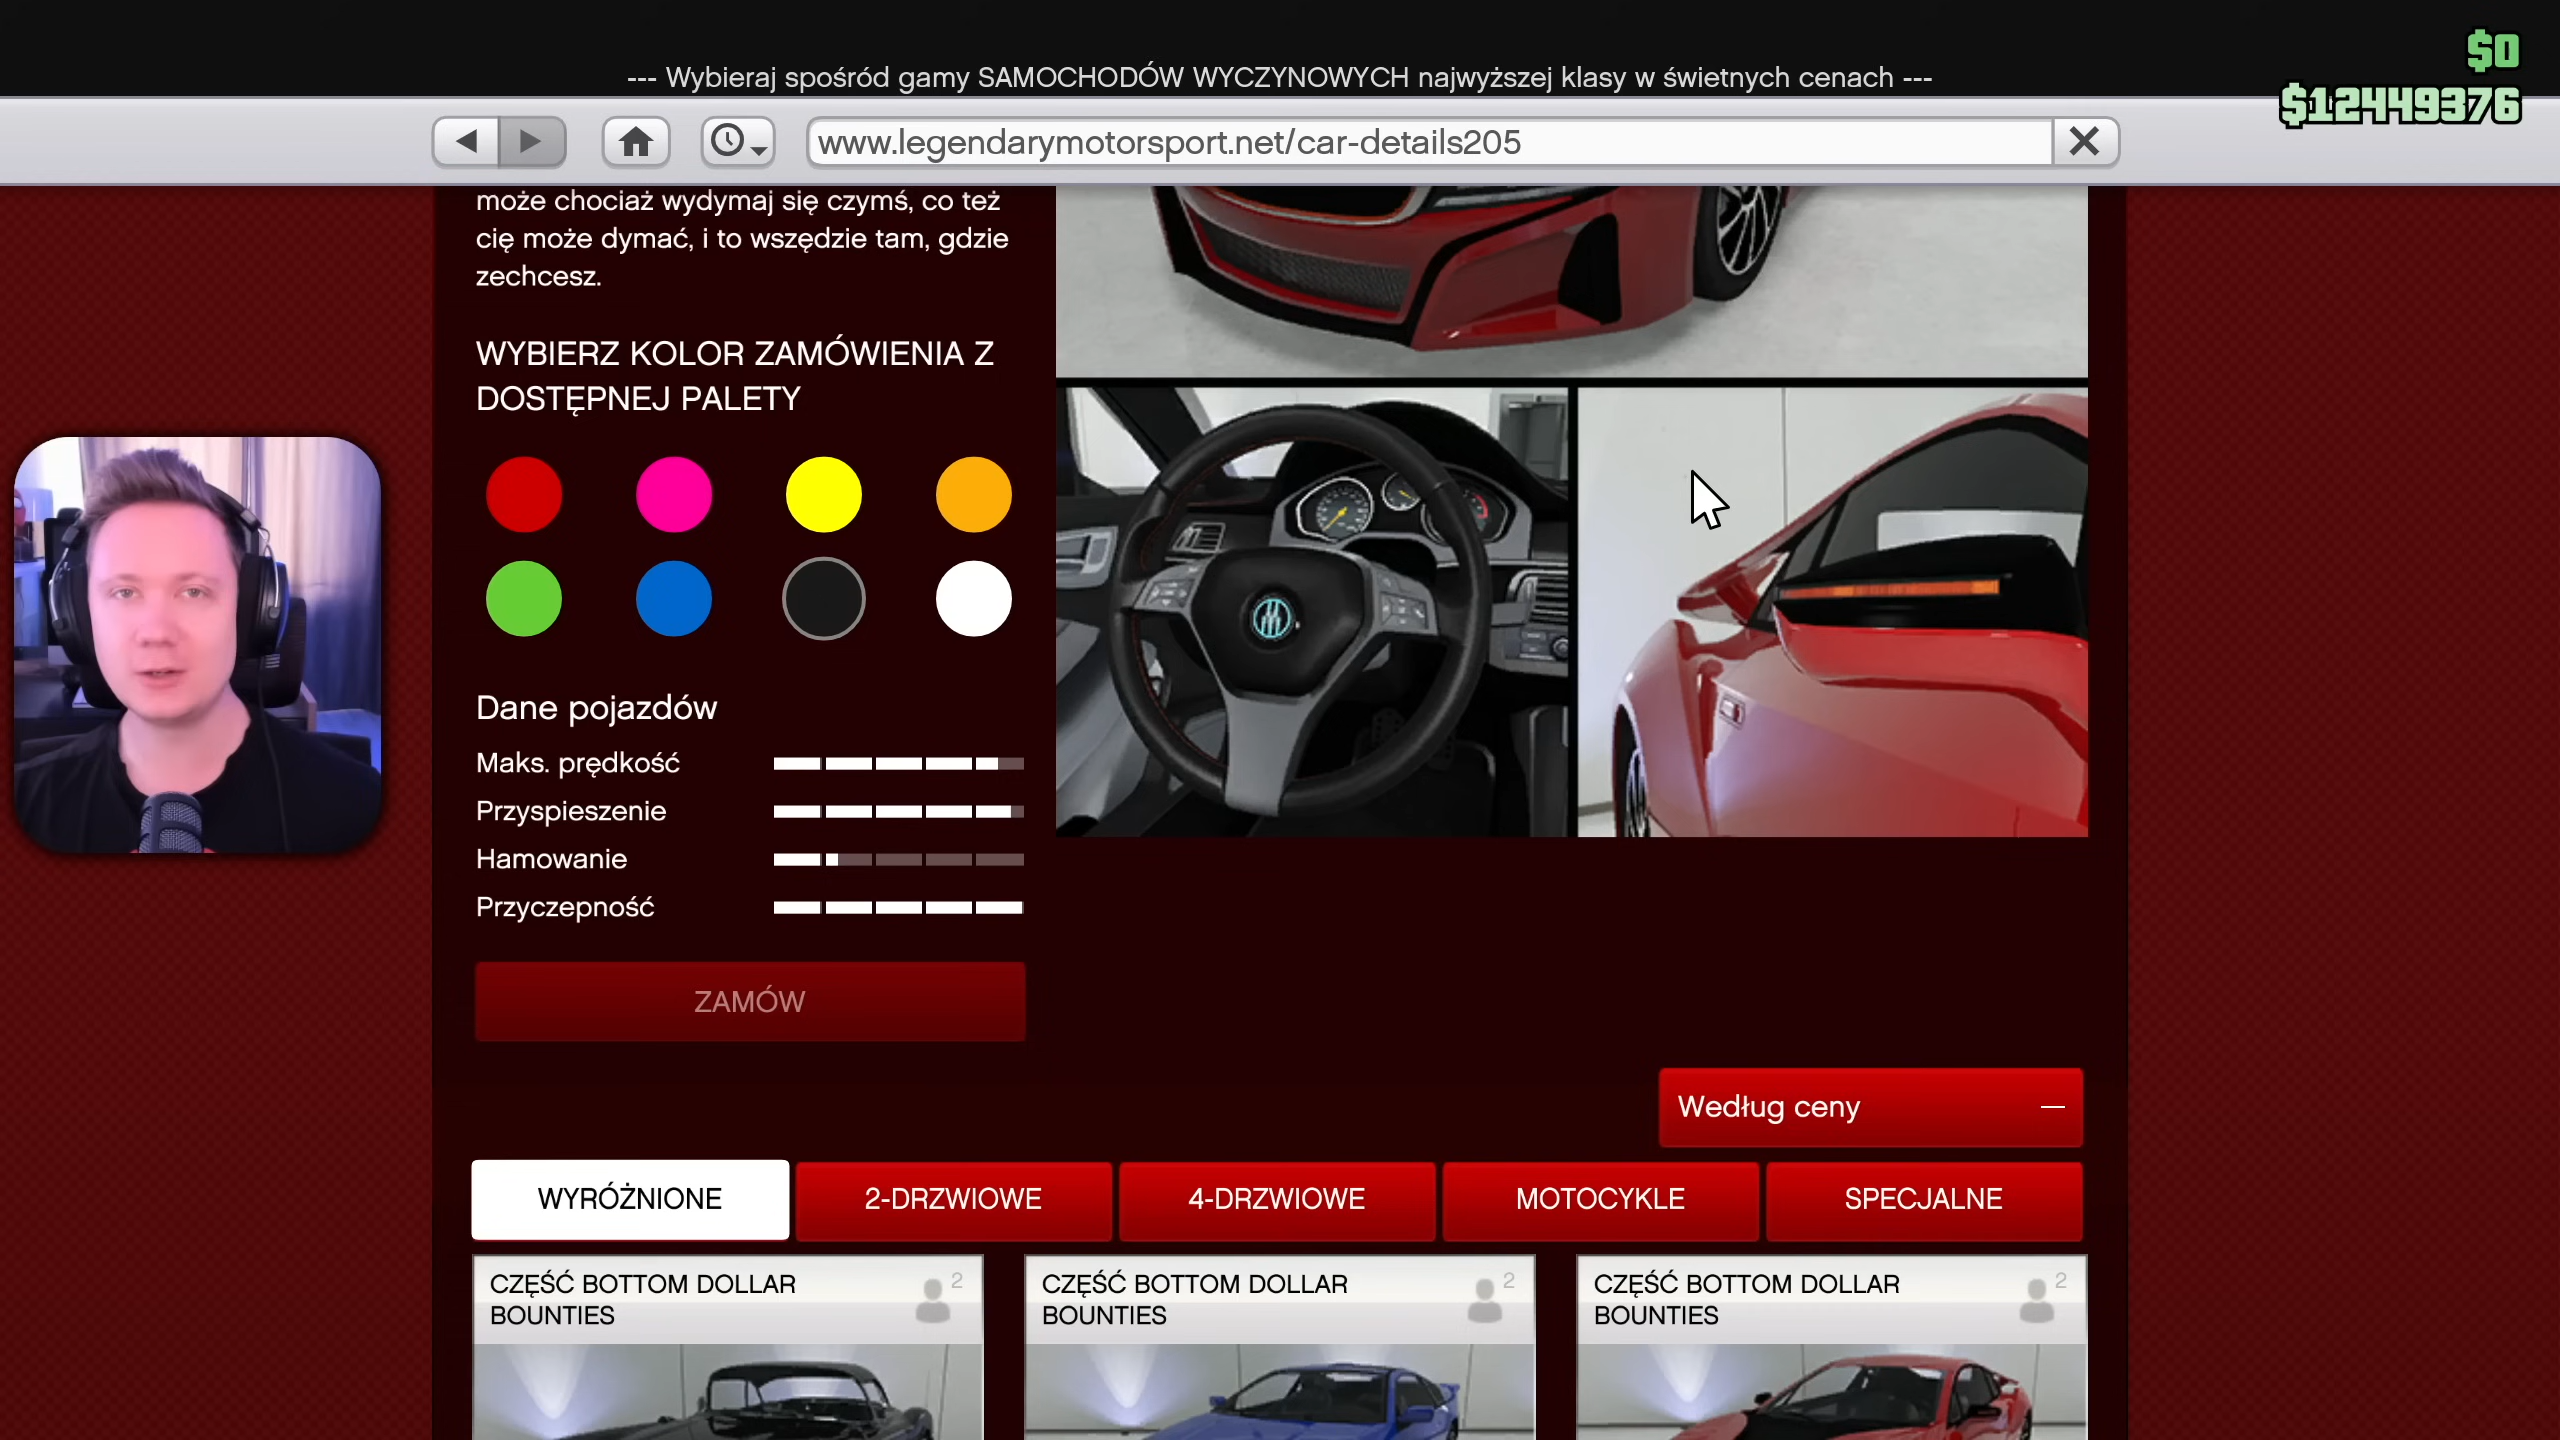 $0
--- Wybieraj spośród gamy SAMOCHODÓW WYCZYNOWYCH najwyższej klasy w świetnych cenach ---
$12449376
www.legendarymotorsport.net/car-details205
może chociaż wydymaj się czymś, co też
cię może dymać, i to wszędzie tam, gdzie
zechcesz.
WYBIERZ KOLOR ZAMÓWIENIA Z
DOSTĘPNEJ PALETY
Dane pojazdów
Maks. prędkość
Przyspieszenie
Hamowanie
Przyczepność
ZAMÓW
Według ceny
WYRÓŻNIONE
2-DRZWIOWE
4-DRZWIOWE
MOTOCYKLE
SPECJALNE
CZĘŚĆ BOTTOM DOLLAR
BOUNTIES
2
CZĘŚĆ BOTTOM DOLLAR
BOUNTIES
2
CZĘŚĆ BOTTOM DOLLAR
BOUNTIES
2